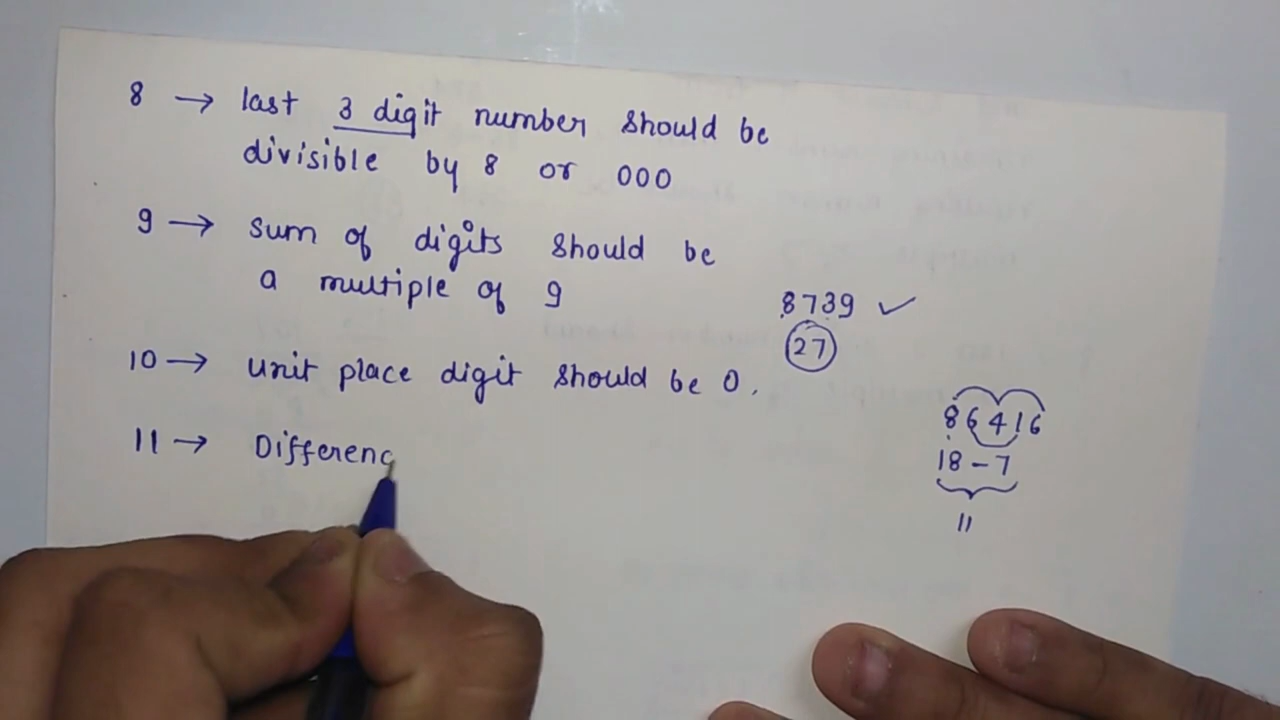 8 → last 3 digit number should be
divisible by 8 or 000
9 → sum of digits should be
a multiple of 9
8739 ✓
27
10 → unit place digit should be 0.
86416
18 - 7
11
11 → Differenc